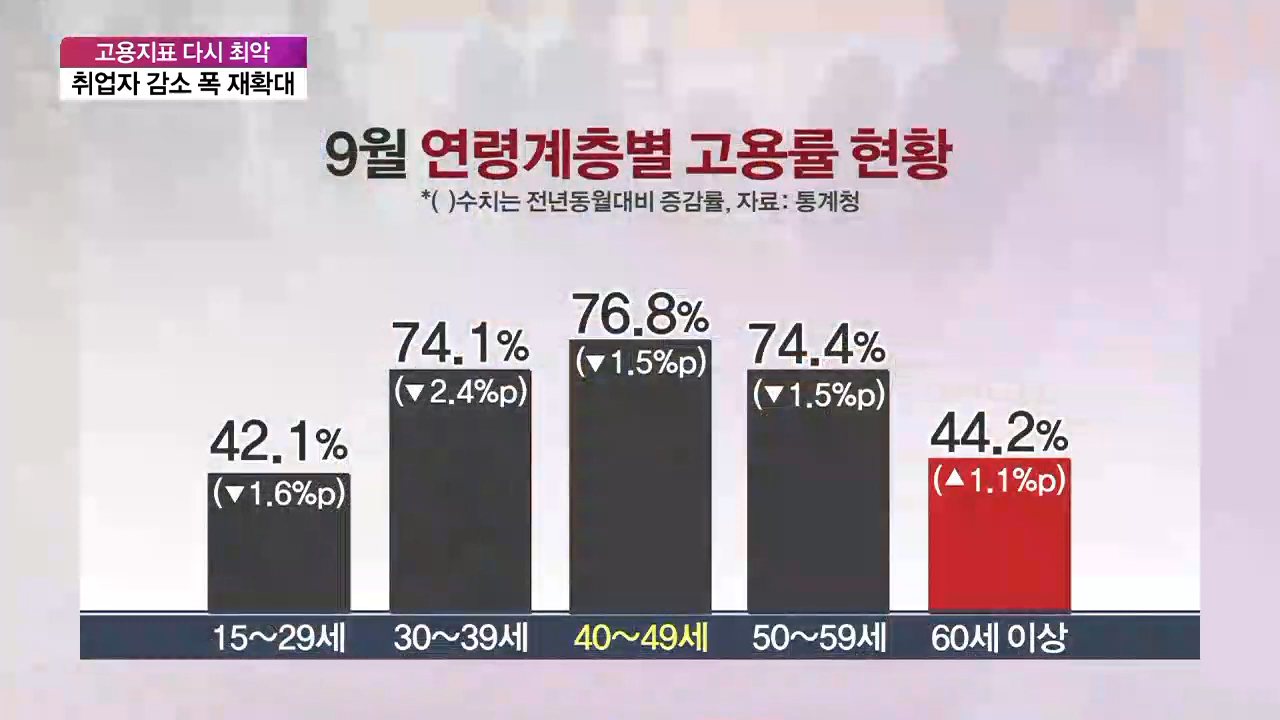 고용지표 다시 최악
취업자 감소 폭 재확대
9월 연령계층별 고용률 현황
*( )수치는 전년동월대비 증감률, 자료: 통계청
42.1%
(▼1.6%p)
74.1%
(▼2.4%p)
76.8%
(▼1.5%p)
74.4%
(▼1.5%p)
44.2%
(▲1.1%p)
15~29세
30~39세
40~49세
50~59세
60세 이상